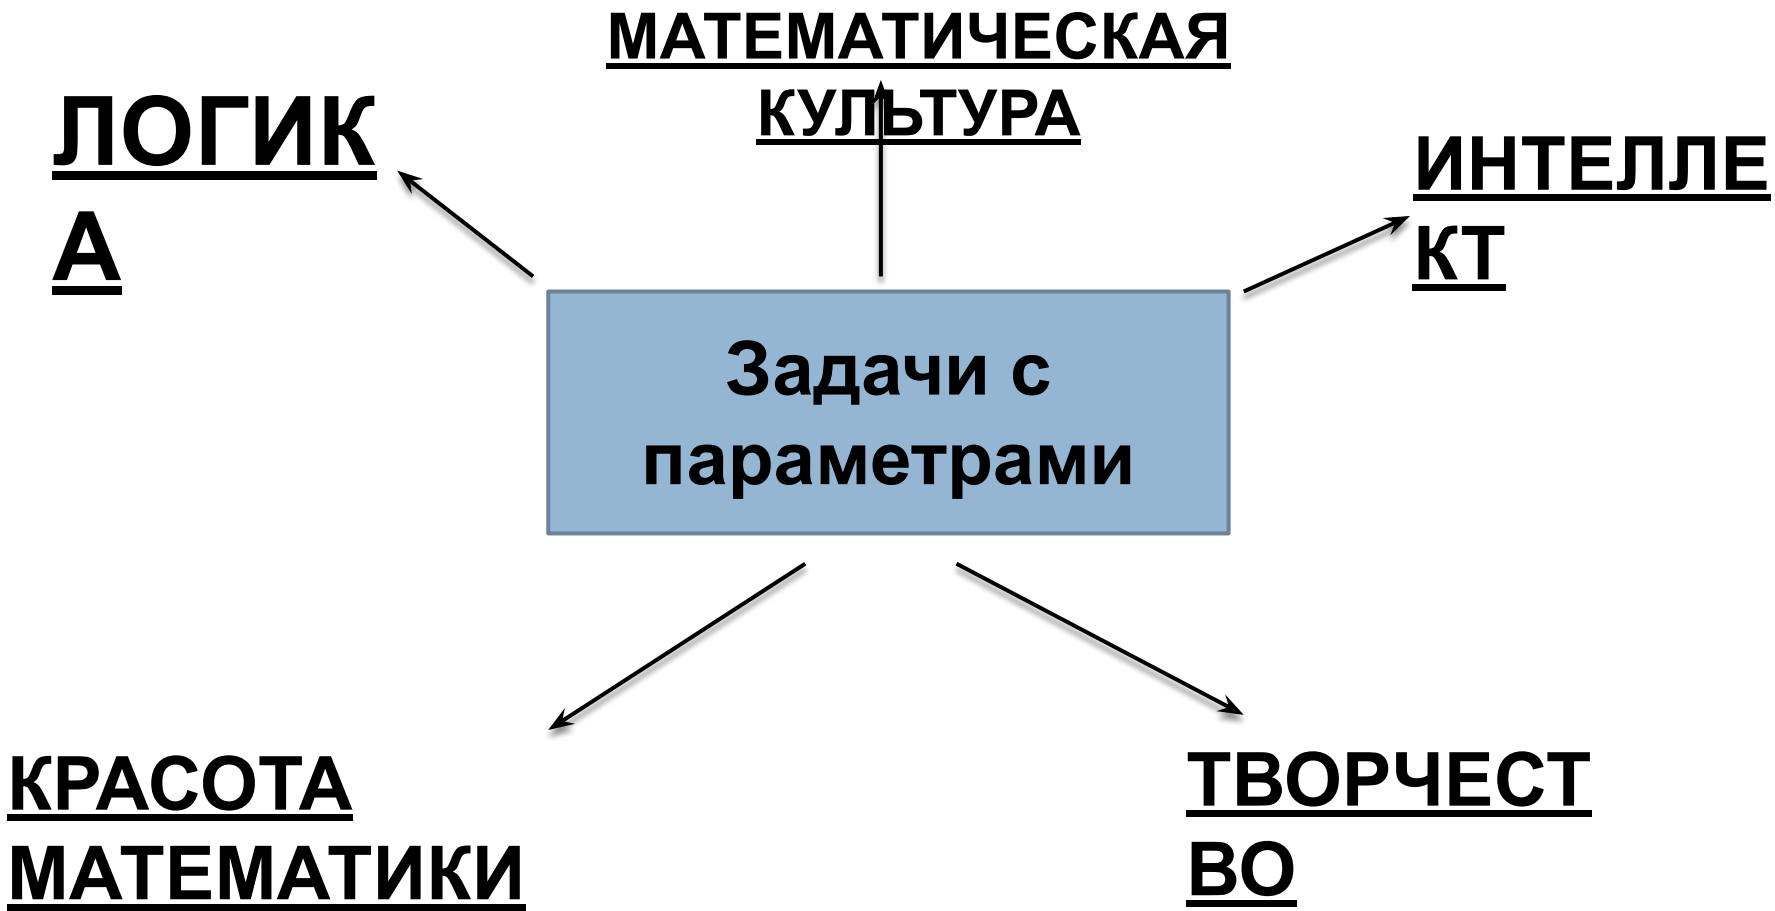 МАТЕМАТИЧЕСКАЯ
КУЛЬТУРА
ЛОГИК
А
ИНТЕЛЛЕ
КТ
Задачи с
параметрами
КРАСОТА
МАТЕМАТИКИ
ТВОРЧЕСТ
ВО